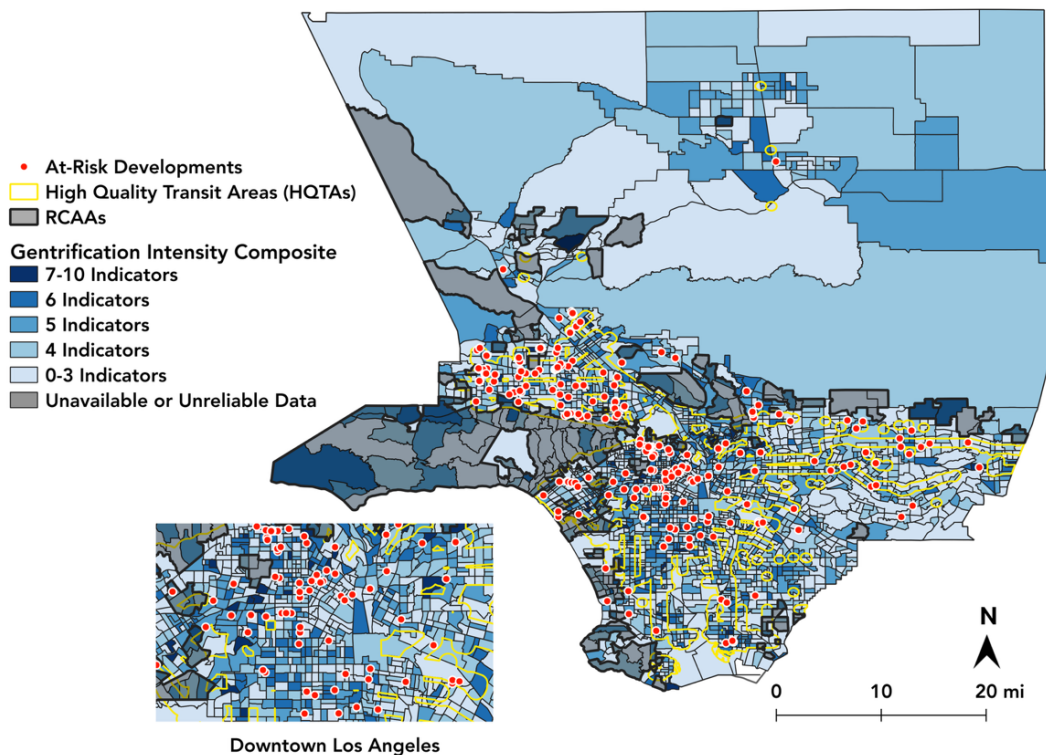 At-Risk Developments
High Quality Transit Areas (HQTAs)
RCAAs
Gentrification Intensity Composite
7-10 Indicators
6 Indicators
5 Indicators
4 Indicators
0-3 Indicators
Unavailable or Unreliable Data
N
0 10 20 mi
Downtown Los Angeles